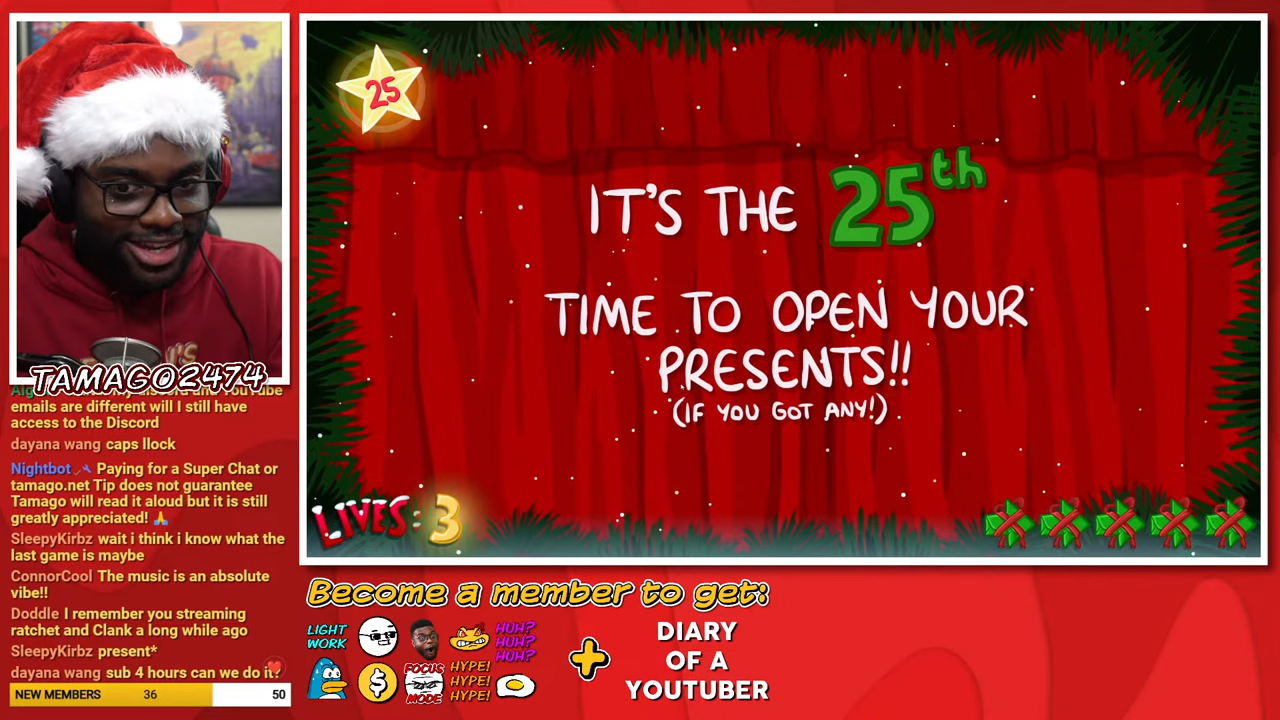 25
IT'S THE 25th
TIME TO OPEN YOUR
PRESENTS!!
(IF YOU GOT ANY!)
LIVES: 3
TAMAGO2474
emails are different will I still have
access to the Discord
dayana wang caps llock
Nightbot Paying for a Super Chat or
tamago.net Tip does not guarantee
Tamago will read it aloud but it is still
greatly appreciated! 🙏
SleepyKirbz wait i think i know what the
last game is maybe
ConnorCool The music is an absolute
vibe!!
Doddle I remember you streaming
ratchet and Clank a long while ago
SleepyKirbz present*
dayana wang sub 4 hours can we do it?
NEW MEMBERS 36 50
Become a member to get:
LIGHT
WORK
HUH?
HUH?
HUH?
$
FOCUS
MODE
HYPE!
HYPE!
HYPE!
+
DIARY
OF A
YOUTUBER